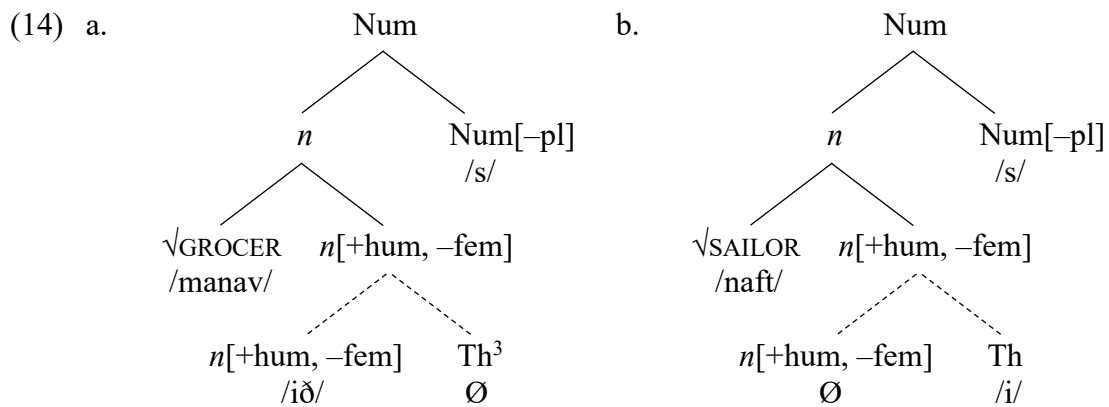 (14) a. Num b. Num
n Num[–pl] n Num[–pl]
/s/ /s/
√GROCER n[+hum, –fem] √SAILOR n[+hum, –fem]
/manav/ /naft/
n[+hum, –fem] Th³ n[+hum, –fem] Th
/ið/ Ø Ø /i/